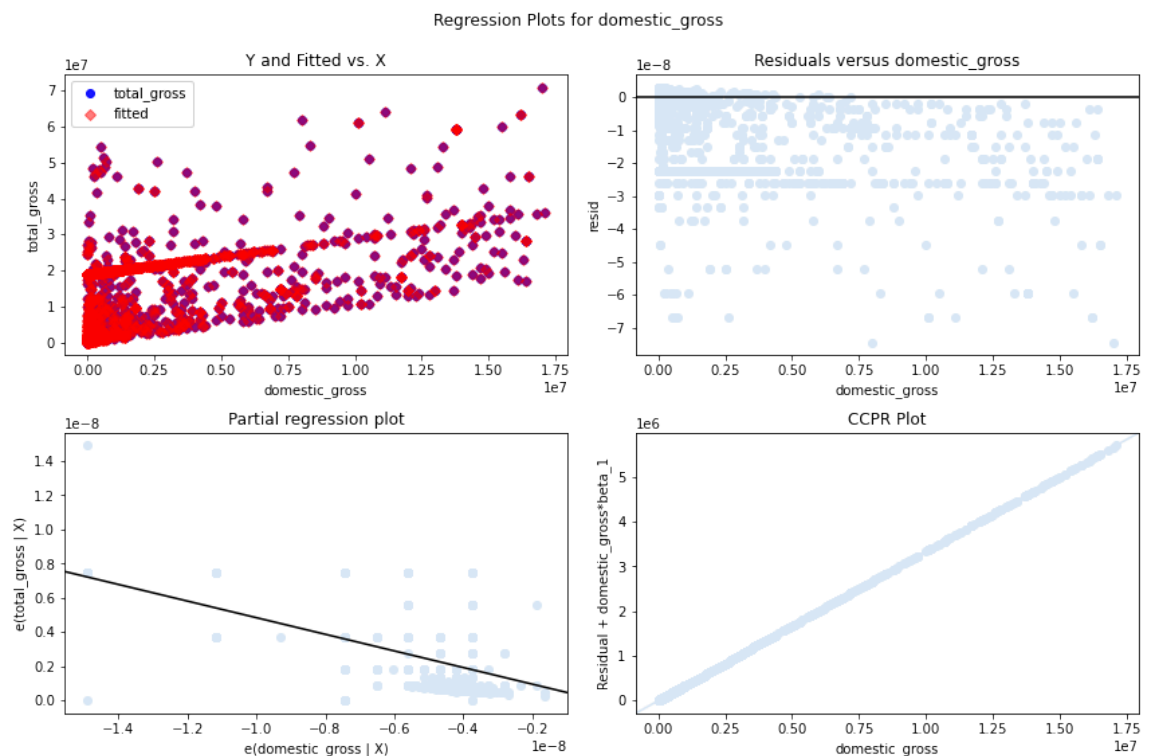 Regression Plots for domestic_gross
Y and Fitted vs. X
1e7
total_gross
fitted
7
6
5
4
3
2
1
0
total_gross
0.00 0.25 0.50 0.75 1.00 1.25 1.50 1.75
1e7
domestic_gross
Residuals versus domestic_gross
1e−8
0
−1
−2
−3
−4
−5
−6
−7
resid
0.00 0.25 0.50 0.75 1.00 1.25 1.50 1.75
1e7
domestic_gross
Partial regression plot
1e−8
1.4
1.2
1.0
0.8
0.6
0.4
0.2
0.0
e(total_gross | X)
−1.4 −1.2 −1.0 −0.8 −0.6 −0.4 −0.2
1e−8
e(domestic_gross | X)
CCPR Plot
1e6
5
4
3
2
1
0
Residual + domestic_gross*beta_1
0.00 0.25 0.50 0.75 1.00 1.25 1.50 1.75
1e7
domestic_gross